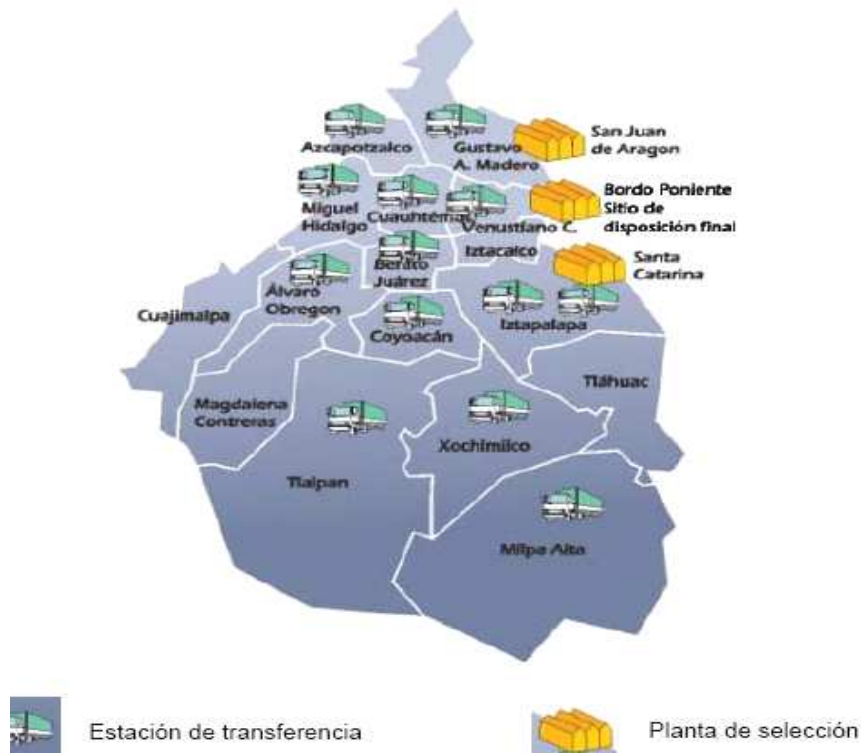 Azcapotzalco
Gustavo
A. Madero
San Juan
de Aragon
Miguel
Hidalgo
Cuauhtémoc
Venustiano C.
Bordo Poniente
Sitio de
disposición final
Benito
Juárez
Iztacalco
Santa
Catarina
Álvaro
Obregon
Cuajimalpa
Coyoacán
Iztapalapa
Tláhuac
Magdalena
Contreras
Xochimilco
Tlalpan
Milpa Alta
Estación de transferencia
Planta de selección